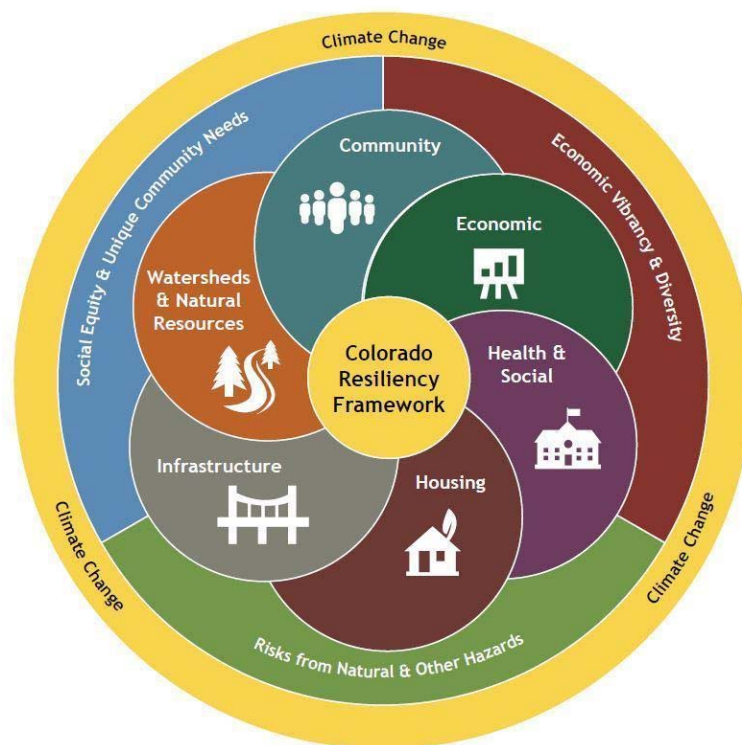 Climate Change
Social Equity & Unique Community Needs
Economic Vibrancy & Diversity
Community
Economic
Watersheds
& Natural
Resources
Colorado
Resiliency
Framework
Health &
Social
Infrastructure
Housing
Climate Change
Climate Change
Risks from Natural & Other Hazards